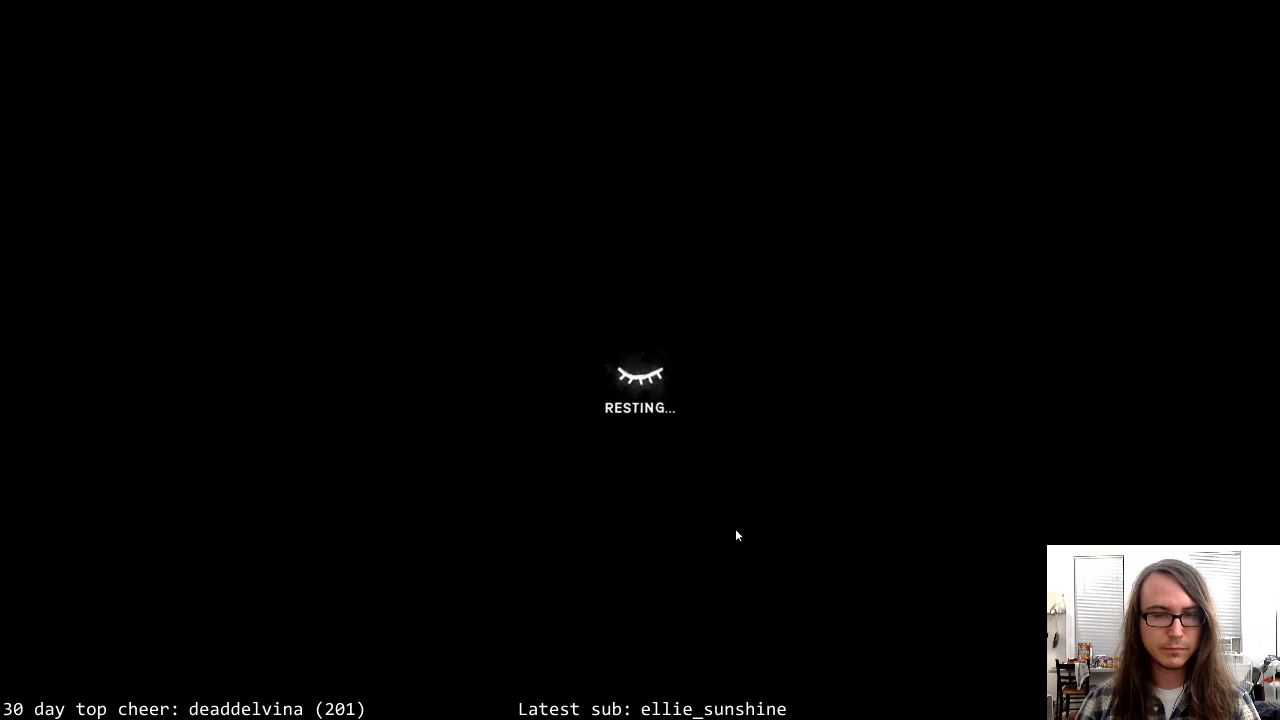 RESTING...
30 day top cheer: deaddelvina (201)
Latest sub: ellie_sunshine